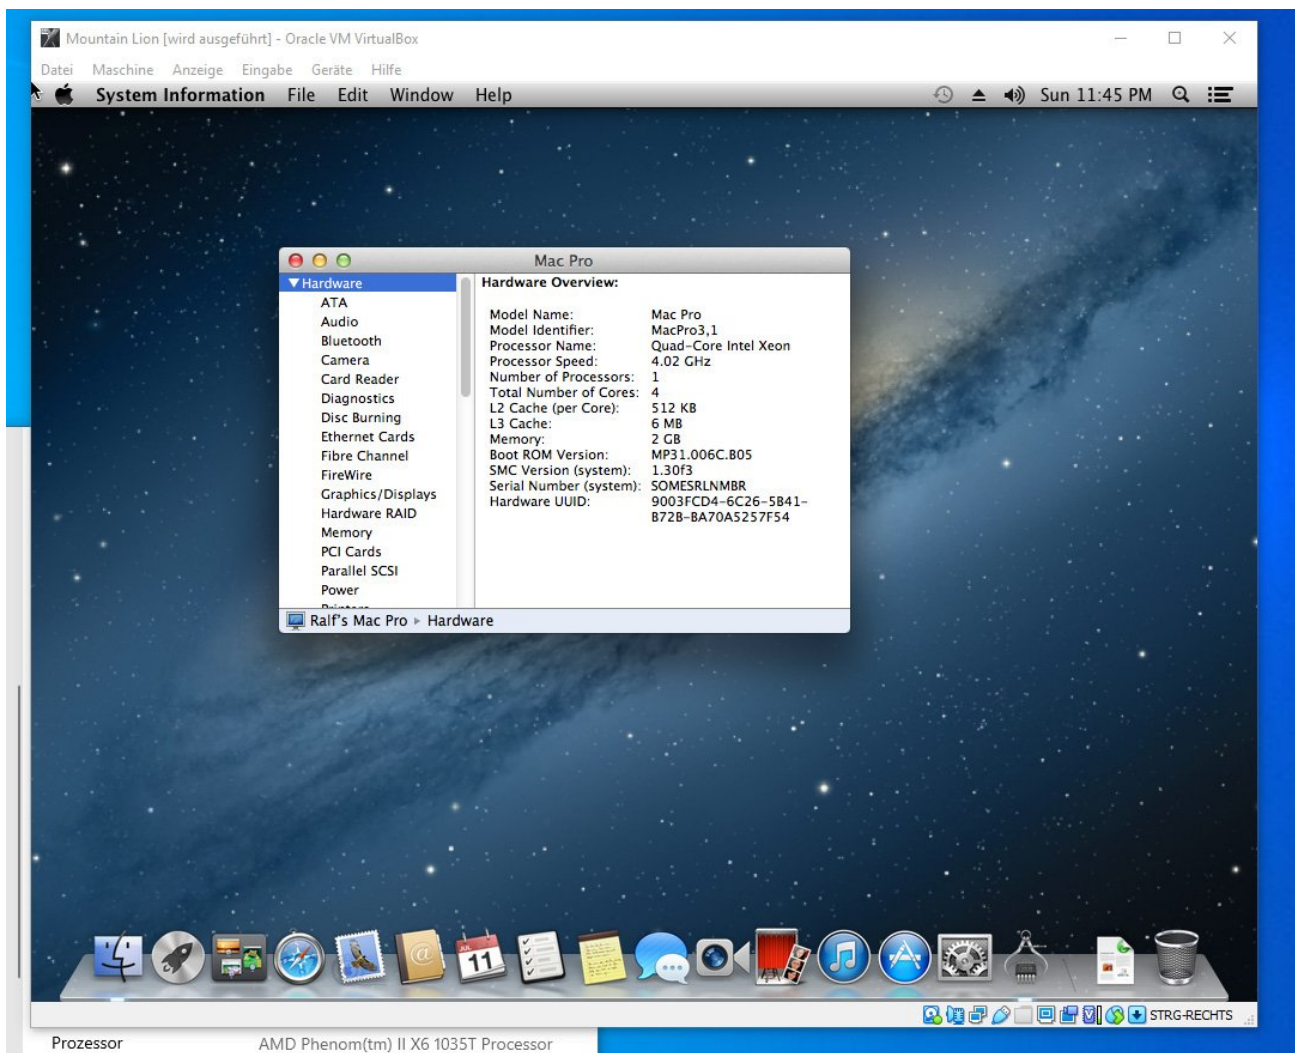 Mountain Lion [wird ausgeführt] - Oracle VM VirtualBox
Datei Maschine Anzeige Eingabe Geräte Hilfe
System Information File Edit Window Help Sun 11:45 PM
Mac Pro
Hardware
ATA
Audio
Bluetooth
Camera
Card Reader
Diagnostics
Disc Burning
Ethernet Cards
Fibre Channel
FireWire
Graphics/Displays
Hardware RAID
Memory
PCI Cards
Parallel SCSI
Power
Hardware Overview:
Model Name: Mac Pro
Model Identifier: MacPro3,1
Processor Name: Quad-Core Intel Xeon
Processor Speed: 4.02 GHz
Number of Processors: 1
Total Number of Cores: 4
L2 Cache (per Core): 512 KB
L3 Cache: 6 MB
Memory: 2 GB
Boot ROM Version: MP31.006C.B05
SMC Version (system): 1.30f3
Serial Number (system): SOMESRLNMBR
Hardware UUID: 9003FCD4-6C26-5B41-
B72B-BA70A5257F54
Ralf's Mac Pro Hardware
JUL
11
STRG-RECHTS
Prozessor AMD Phenom(tm) II X6 1035T Processor